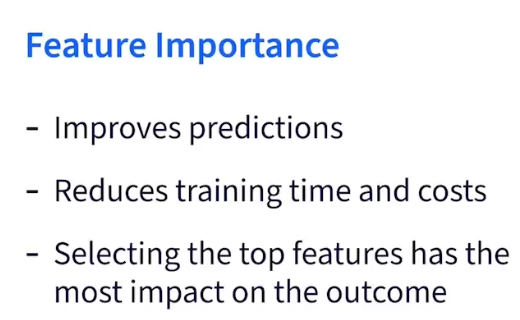 Feature Importance
- Improves predictions
- Reduces training time and costs
- Selecting the top features has the
most impact on the outcome